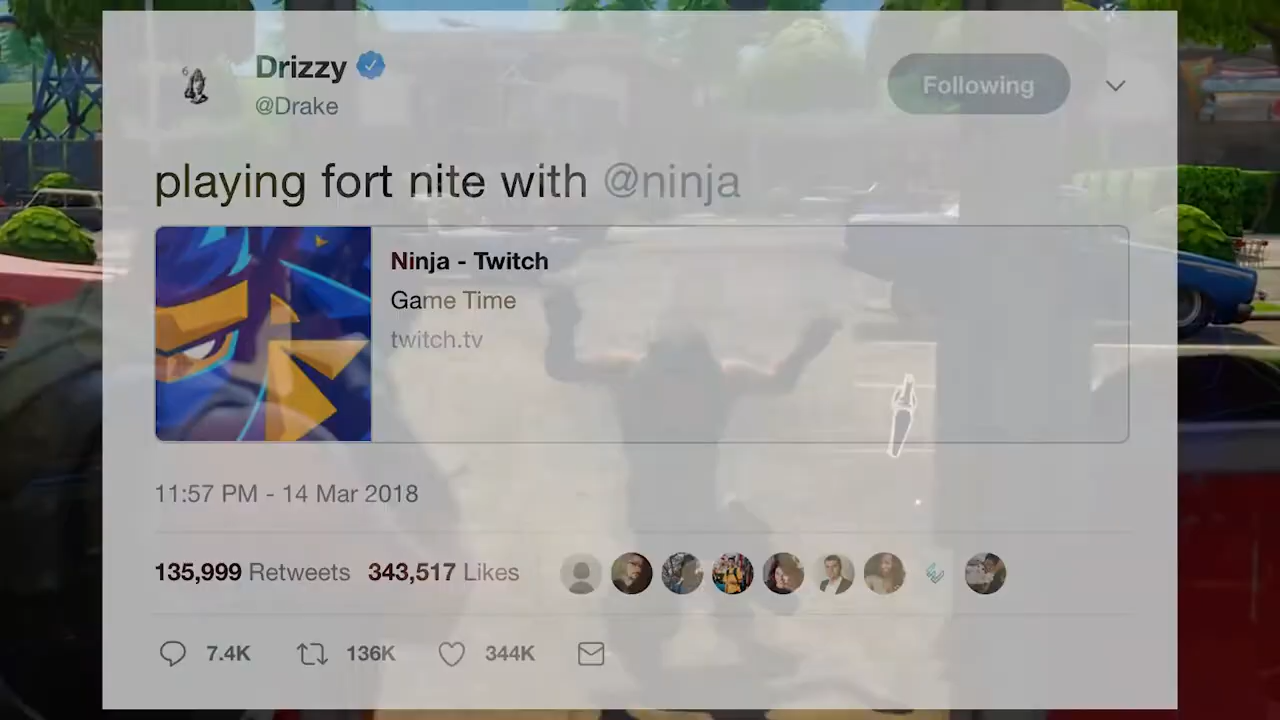 Drizzy
@Drake
Following
playing fort nite with @ninja
Ninja - Twitch
Game Time
twitch.tv
11:57 PM - 14 Mar 2018
135,999 Retweets 343,517 Likes
7.4K 136K 344K